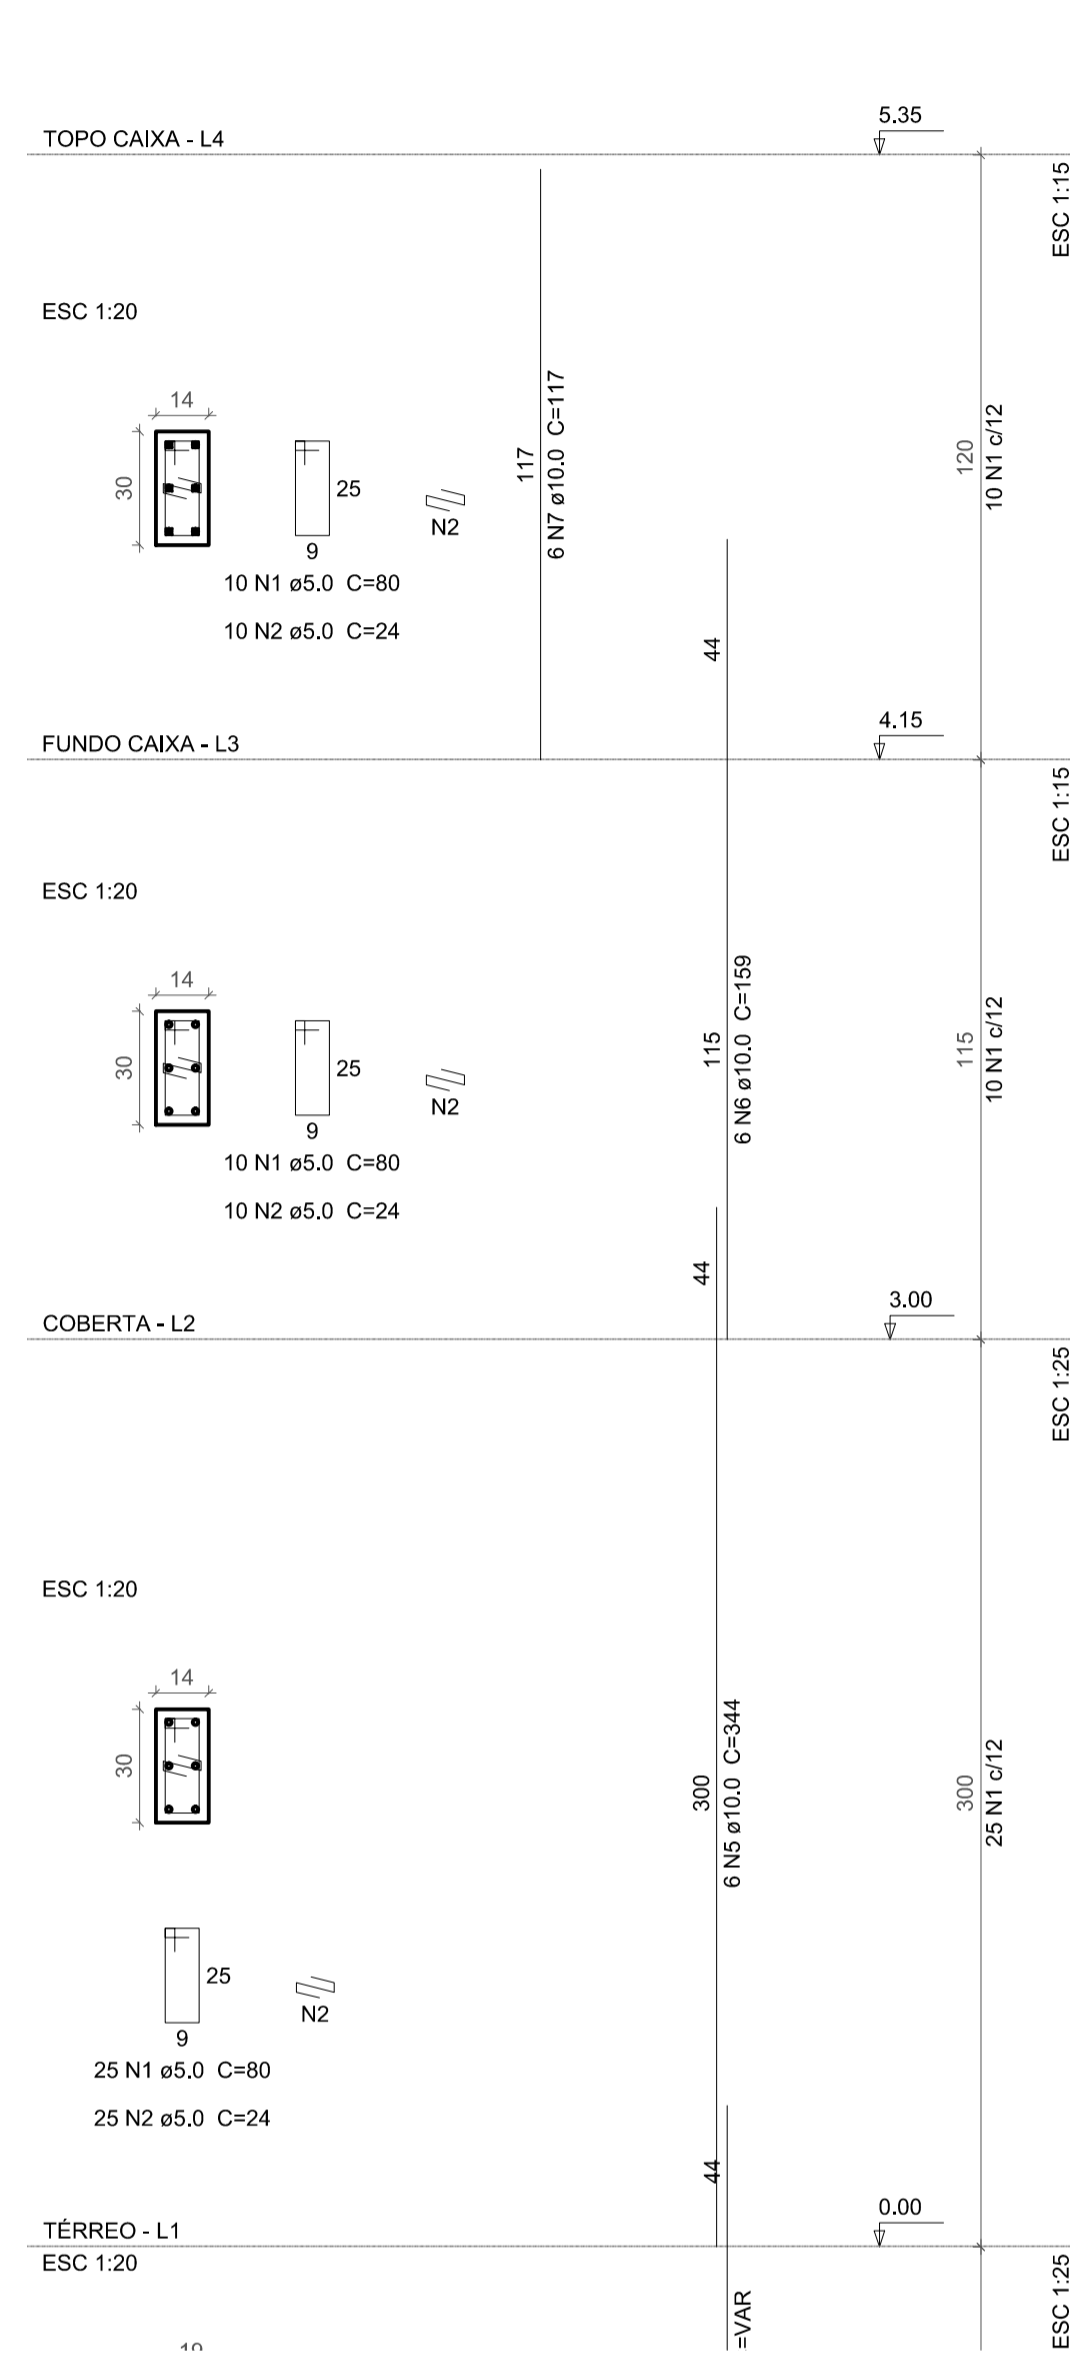 TOPO CAIXA - L4
5.35
ESC 1:15
ESC 1:20
14
30
25
9
N2
10 N1 ø5.0 C=80
10 N2 ø5.0 C=24
117
6 N7 ø10.0 C=117
44
120
10 N1 c/12
FUNDO CAIXA - L3
4.15
ESC 1:15
ESC 1:20
14
30
25
9
N2
10 N1 ø5.0 C=80
10 N2 ø5.0 C=24
115
6 N6 ø10.0 C=159
44
115
10 N1 c/12
COBERTA - L2
3.00
ESC 1:25
ESC 1:20
14
30
25
9
N2
25 N1 ø5.0 C=80
25 N2 ø5.0 C=24
300
6 N5 ø10.0 C=344
44
300
25 N1 c/12
TÉRREO - L1
0.00
ESC 1:25
ESC 1:20
=VAR